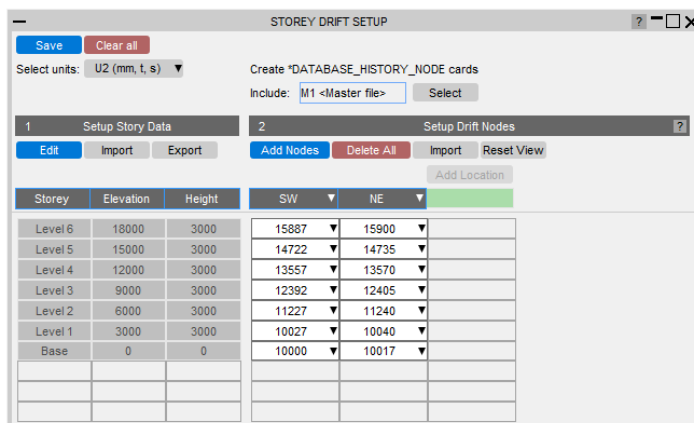 STOREY DRIFT SETUP ?
Save Clear all
Select units: U2 (mm, t, s) Create *DATABASE_HISTORY_NODE cards
Include: M1 <Master file> Select
1 Setup Story Data 2 Setup Drift Nodes ?
Edit Import Export Add Nodes Delete All Import Reset View
Add Location
Storey Elevation Height SW NE
Level 6 18000 3000 15887 15900
Level 5 15000 3000 14722 14735
Level 4 12000 3000 13557 13570
Level 3 9000 3000 12392 12405
Level 2 6000 3000 11227 11240
Level 1 3000 3000 10027 10040
Base 0 0 10000 10017